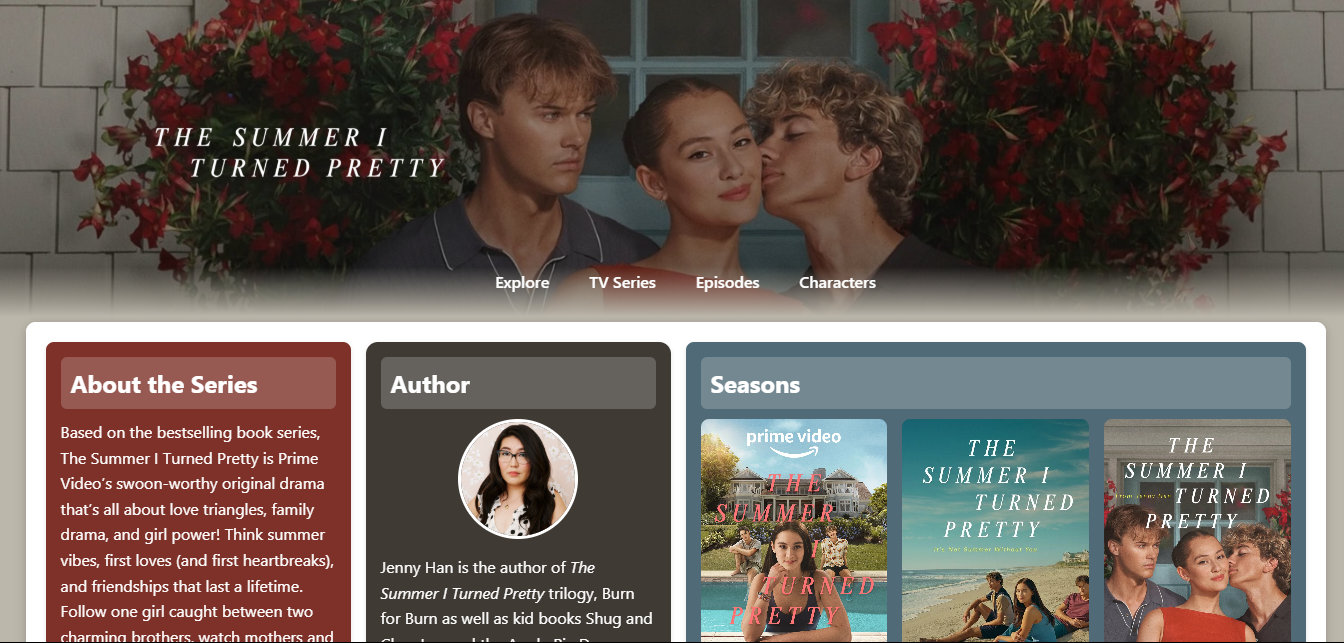 THE SUMMER I
TURNED PRETTY
Explore
TV Series
Episodes
Characters
About the Series
Based on the bestselling book series,
The Summer I Turned Pretty is Prime
Video’s swoon-worthy original drama
that’s all about love triangles, family
drama, and girl power! Think summer
vibes, first loves (and first heartbreaks),
and friendships that last a lifetime.
Follow one girl caught between two
charming brothers, watch mothers and
Author
Jenny Han is the author of The
Summer I Turned Pretty trilogy, Burn
for Burn as well as kid books Shug and
Seasons
prime video
THE
SUMMER
I
TURNED
PRETTY
THE
SUMMER I
TURNED
PRETTY
It's Not Summer Without You
THE
SUMMER I
TURNED
PRETTY